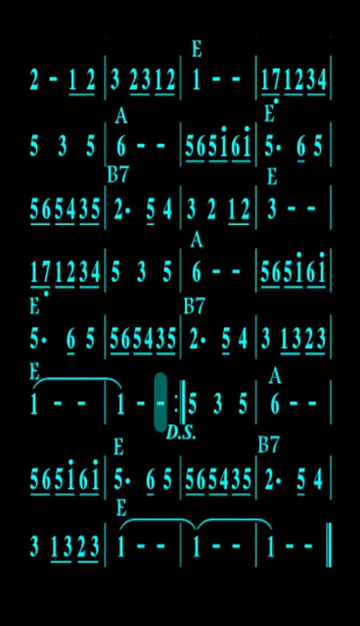 E
2 - 1 2 | 3 2312 | 1 - - | 171234 |
A E
5 3 5 | 6 - - | 565i6i | 5· 6 5 |
B7 E
565435 | 2· 5 4 | 3 2 12 | 3 - - |
A
171234 | 5 3 5 | 6 - - | 565i6i |
E B7
5· 6 5 | 565435 | 2· 5 4 | 3 1323 |
E A
1 - - | 1 - - :‖ 5 3 5 | 6 - - |
D.S.
E B7
565i6i | 5· 6 5 | 565435 | 2· 5 4 |
E
3 1323 | 1 - - | 1 - - | 1 - - ‖